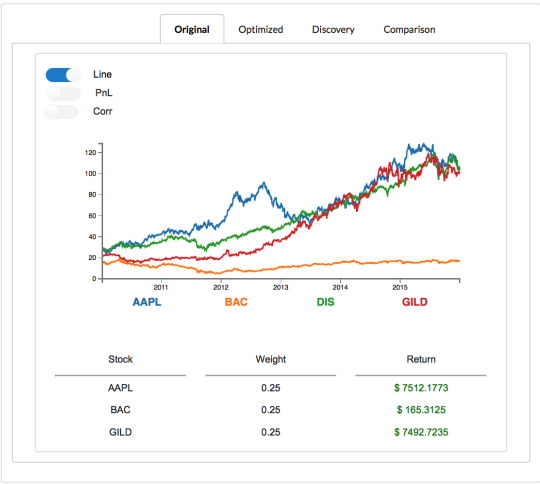 Original Optimized Discovery Comparison
Line
PnL
Corr
120
100
80
60
40
20
0
2011 2012 2013 2014 2015
AAPL BAC DIS GILD
Stock Weight Return
AAPL 0.25 $ 7512.1773
BAC 0.25 $ 165.3125
GILD 0.25 $ 7492.7235